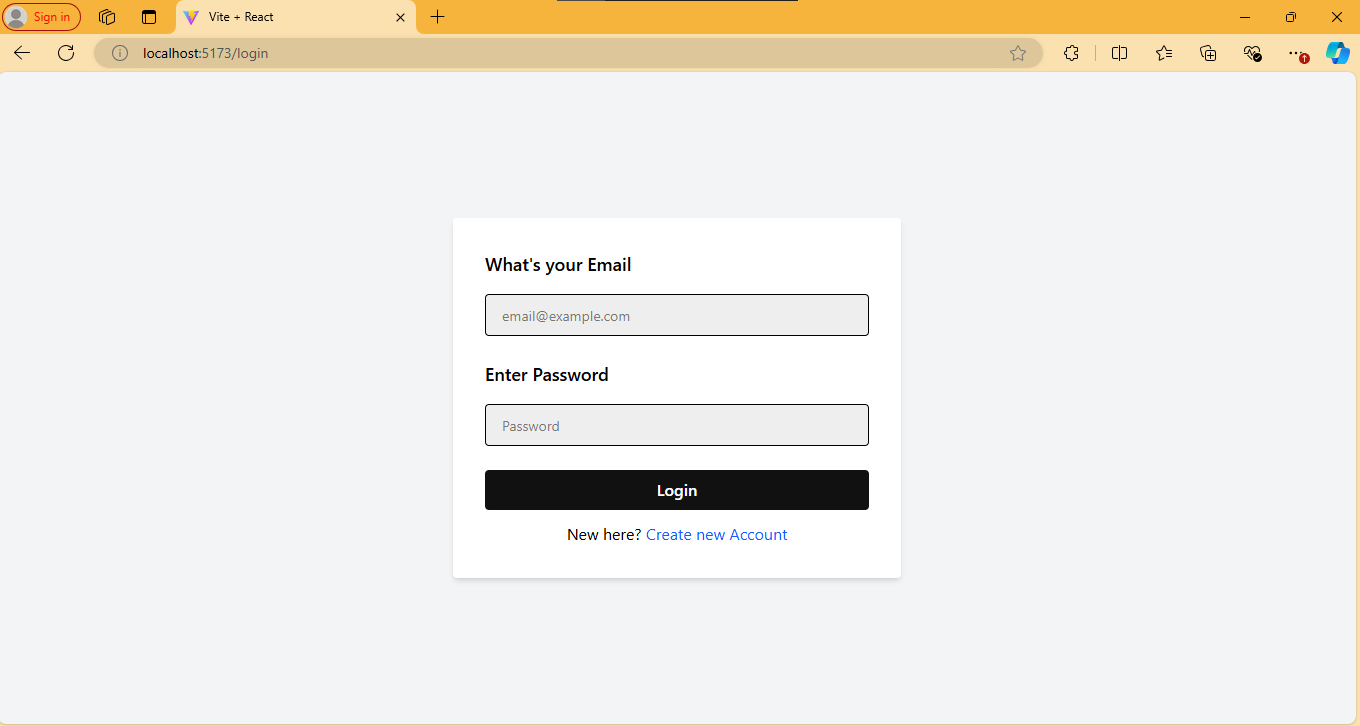 Sign in
Vite + React
localhost:5173/login
What's your Email
email@example.com
Enter Password
Password
Login
New here? Create new Account